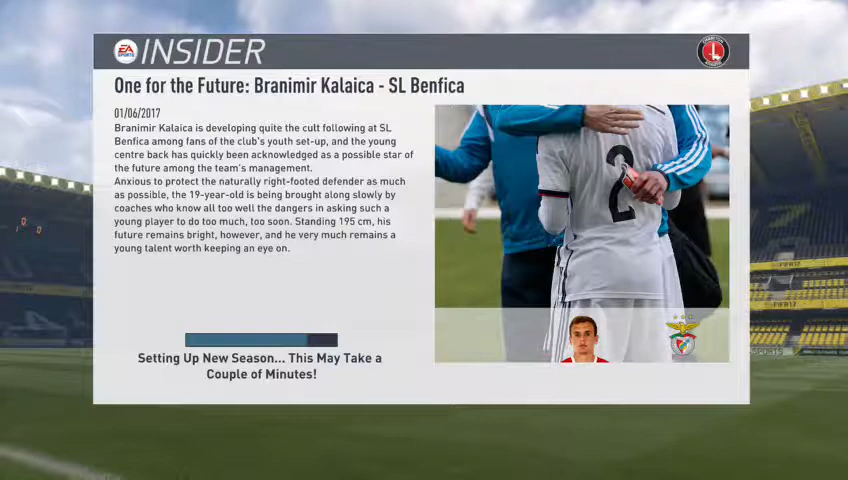 EA SPORTS
INSIDER
One for the Future: Branimir Kalaica - SL Benfica
01/06/2017
Branimir Kalaica is developing quite the cult following at SL
Benfica among fans of the club's youth set-up, and the young
centre back has quickly been acknowledged as a possible star of
the future among the team's management.
Anxious to protect the naturally right-footed defender as much
as possible, the 19-year-old is being brought along slowly by
coaches who know all too well the dangers in asking such a
young player to do too much, too soon. Standing 195 cm, his
future remains bright, however, and he very much remains a
young talent worth keeping an eye on.
2
Setting Up New Season... This May Take a
Couple of Minutes!
FIFA17
FIFA17
SPORTS